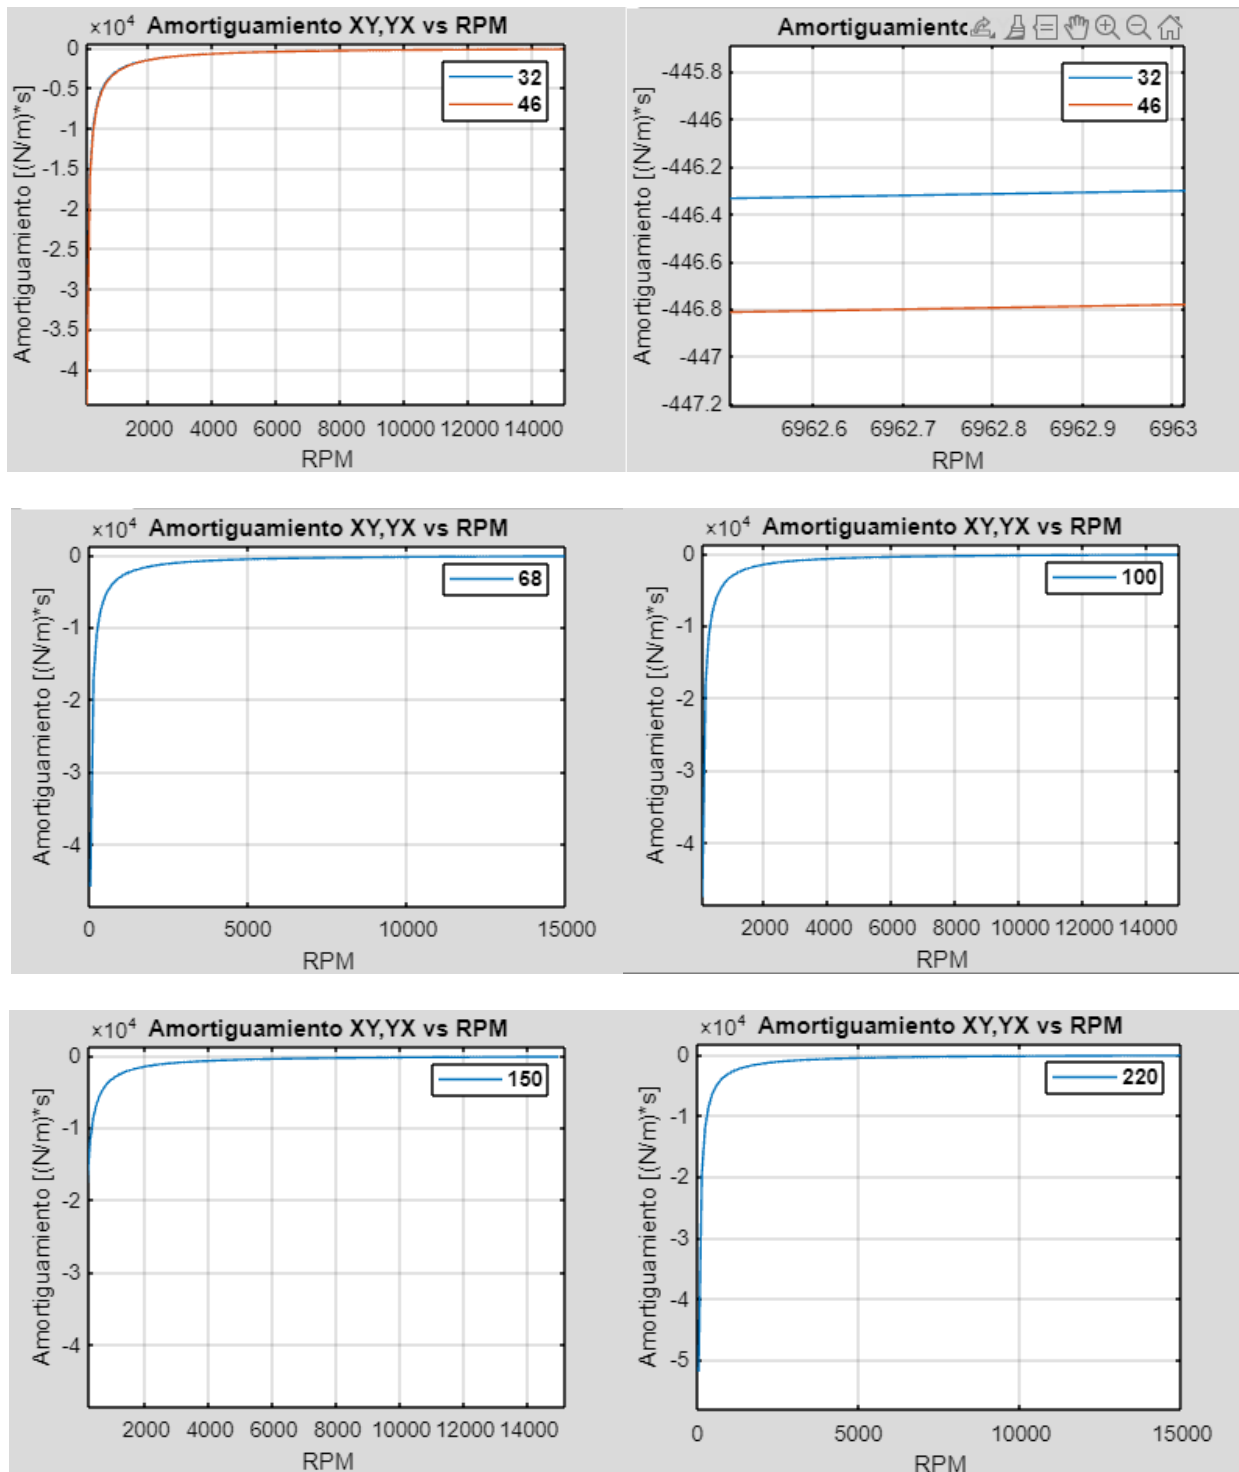 ×10⁴ Amortiguamiento XY,YX vs RPM
0
-0.5
-1
-1.5
-2
-2.5
-3
-3.5
-4
Amortiguamiento [(N/m)*s]
32
46
2000 4000 6000 8000 10000 12000 14000
RPM
Amortiguamiento
-445.8
-446
-446.2
-446.4
-446.6
-446.8
-447
-447.2
Amortiguamiento [(N/m)*s]
32
46
6962.6 6962.7 6962.8 6962.9 6963
RPM
×10⁴ Amortiguamiento XY,YX vs RPM
0
-1
-2
-3
-4
Amortiguamiento [(N/m)*s]
68
0 5000 10000 15000
RPM
×10⁴ Amortiguamiento XY,YX vs RPM
0
-1
-2
-3
-4
Amortiguamiento [(N/m)*s]
100
2000 4000 6000 8000 10000 12000 14000
RPM
×10⁴ Amortiguamiento XY,YX vs RPM
0
-1
-2
-3
-4
Amortiguamiento [(N/m)*s]
150
2000 4000 6000 8000 10000 12000 14000
RPM
×10⁴ Amortiguamiento XY,YX vs RPM
0
-1
-2
-3
-4
-5
Amortiguamiento [(N/m)*s]
220
0 5000 10000 15000
RPM